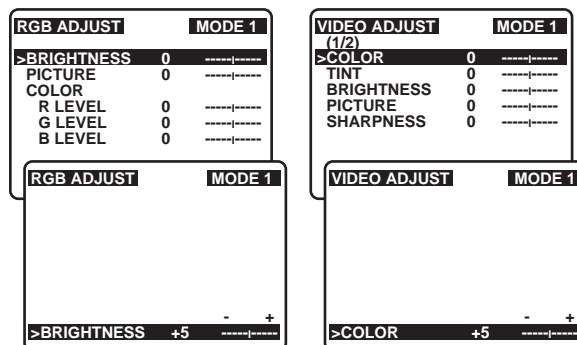 RGB ADJUST MODE 1
>BRIGHTNESS 0 -----|-----
PICTURE 0 -----|-----
COLOR
R LEVEL 0 -----|-----
G LEVEL 0 -----|-----
B LEVEL 0 -----|-----
RGB ADJUST MODE 1
- +
>BRIGHTNESS +5 -----|-----
VIDEO ADJUST MODE 1
(1/2)
>COLOR 0 -----|-----
TINT 0 -----|-----
BRIGHTNESS 0 -----|-----
PICTURE 0 -----|-----
SHARPNESS 0 -----|-----
VIDEO ADJUST MODE 1
- +
>COLOR +5 -----|-----